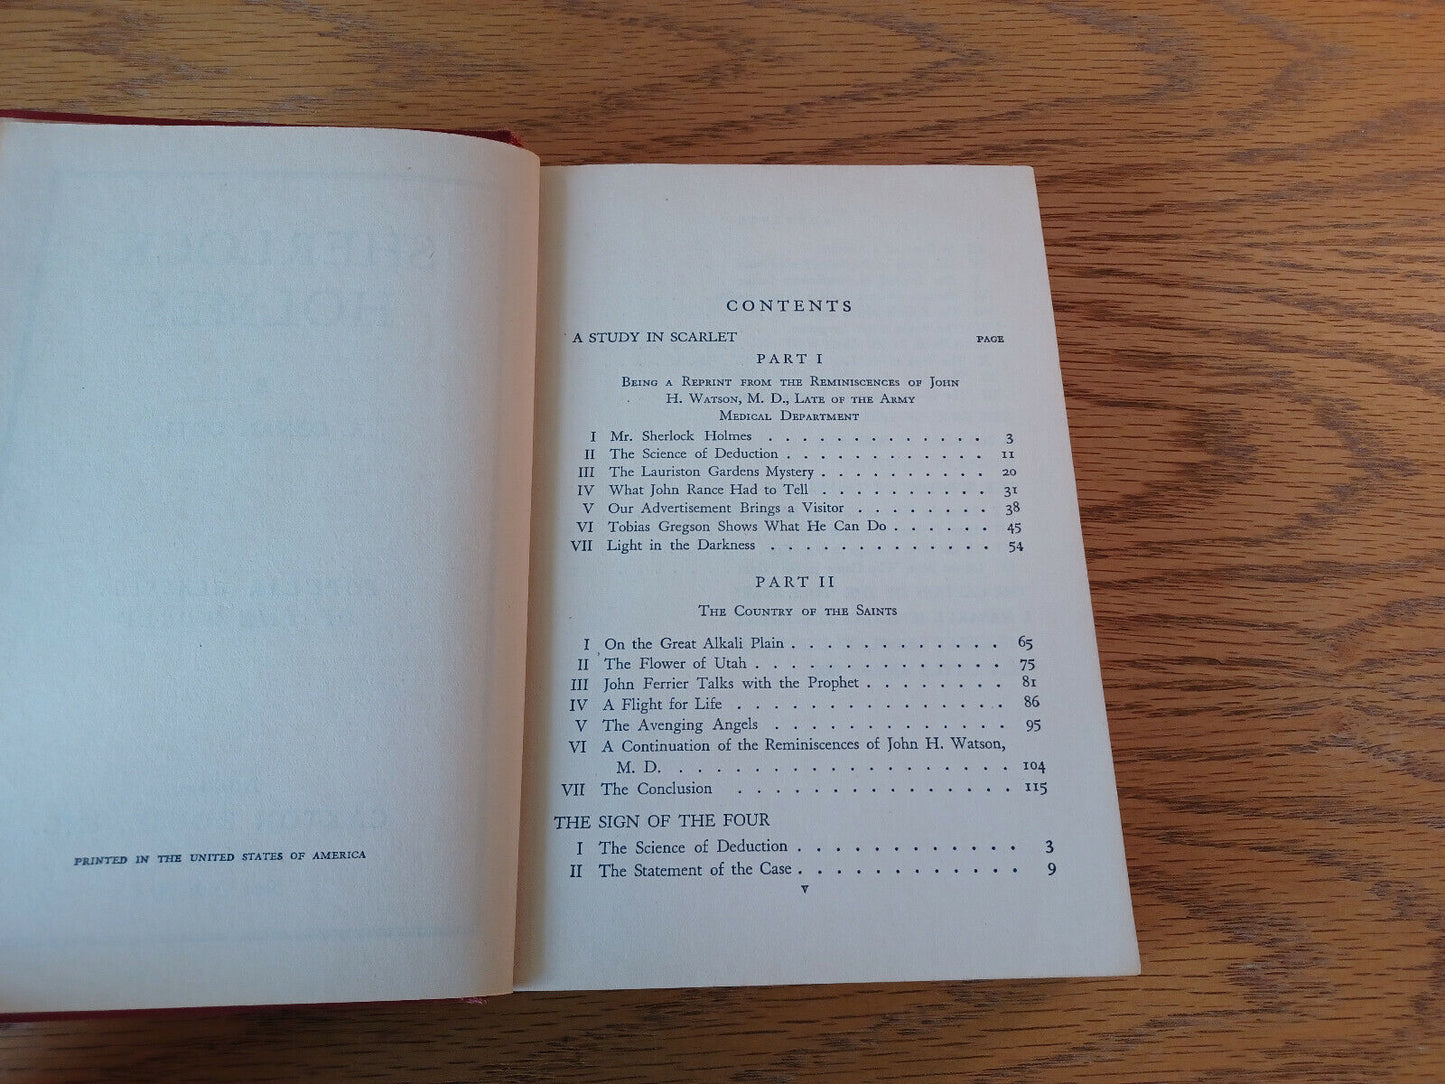 PRINTED IN THE UNITED STATES OF AMERICA
CONTENTS
A STUDY IN SCARLET PAGE
PART I
Being a Reprint from the Reminiscences of John
H. Watson, M. D., Late of the Army
Medical Department
I Mr. Sherlock Holmes . . . . . . . . . . . . . 3
II The Science of Deduction . . . . . . . . . . . . 11
III The Lauriston Gardens Mystery . . . . . . . . . . 20
IV What John Rance Had to Tell . . . . . . . . . . 31
V Our Advertisement Brings a Visitor . . . . . . . . 38
VI Tobias Gregson Shows What He Can Do . . . . . . 45
VII Light in the Darkness . . . . . . . . . . . . . 54
PART II
The Country of the Saints
I On the Great Alkali Plain . . . . . . . . . . . . 65
II The Flower of Utah . . . . . . . . . . . . . . 75
III John Ferrier Talks with the Prophet . . . . . . . . 81
IV A Flight for Life . . . . . . . . . . . . . . . 86
V The Avenging Angels . . . . . . . . . . . . . 95
VI A Continuation of the Reminiscences of John H. Watson,
M. D. . . . . . . . . . . . . . . . . . . 104
VII The Conclusion . . . . . . . . . . . . . . . 115
THE SIGN OF THE FOUR
I The Science of Deduction . . . . . . . . . . . . 3
II The Statement of the Case . . . . . . . . . . . . 9
v